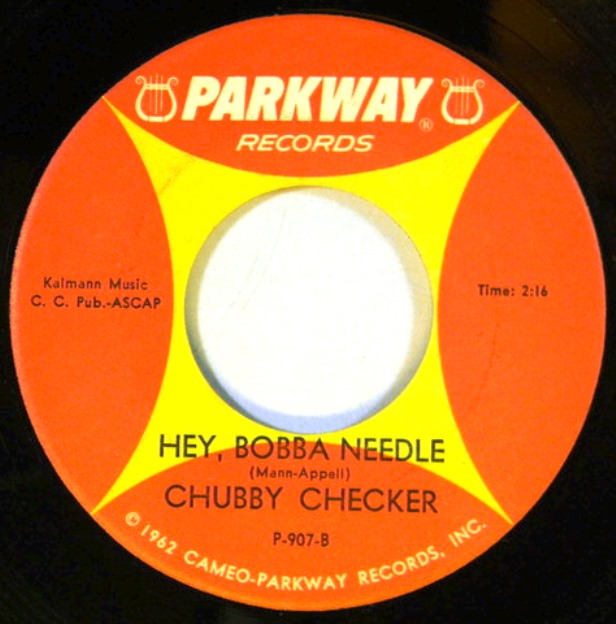 PARKWAY ®
RECORDS
Kalmann Music
C. C. Pub.-ASCAP
Time: 2:16
HEY, BOBBA NEEDLE
(Mann-Appell)
CHUBBY CHECKER
P-907-B
© 1962 CAMEO-PARKWAY RECORDS, INC.